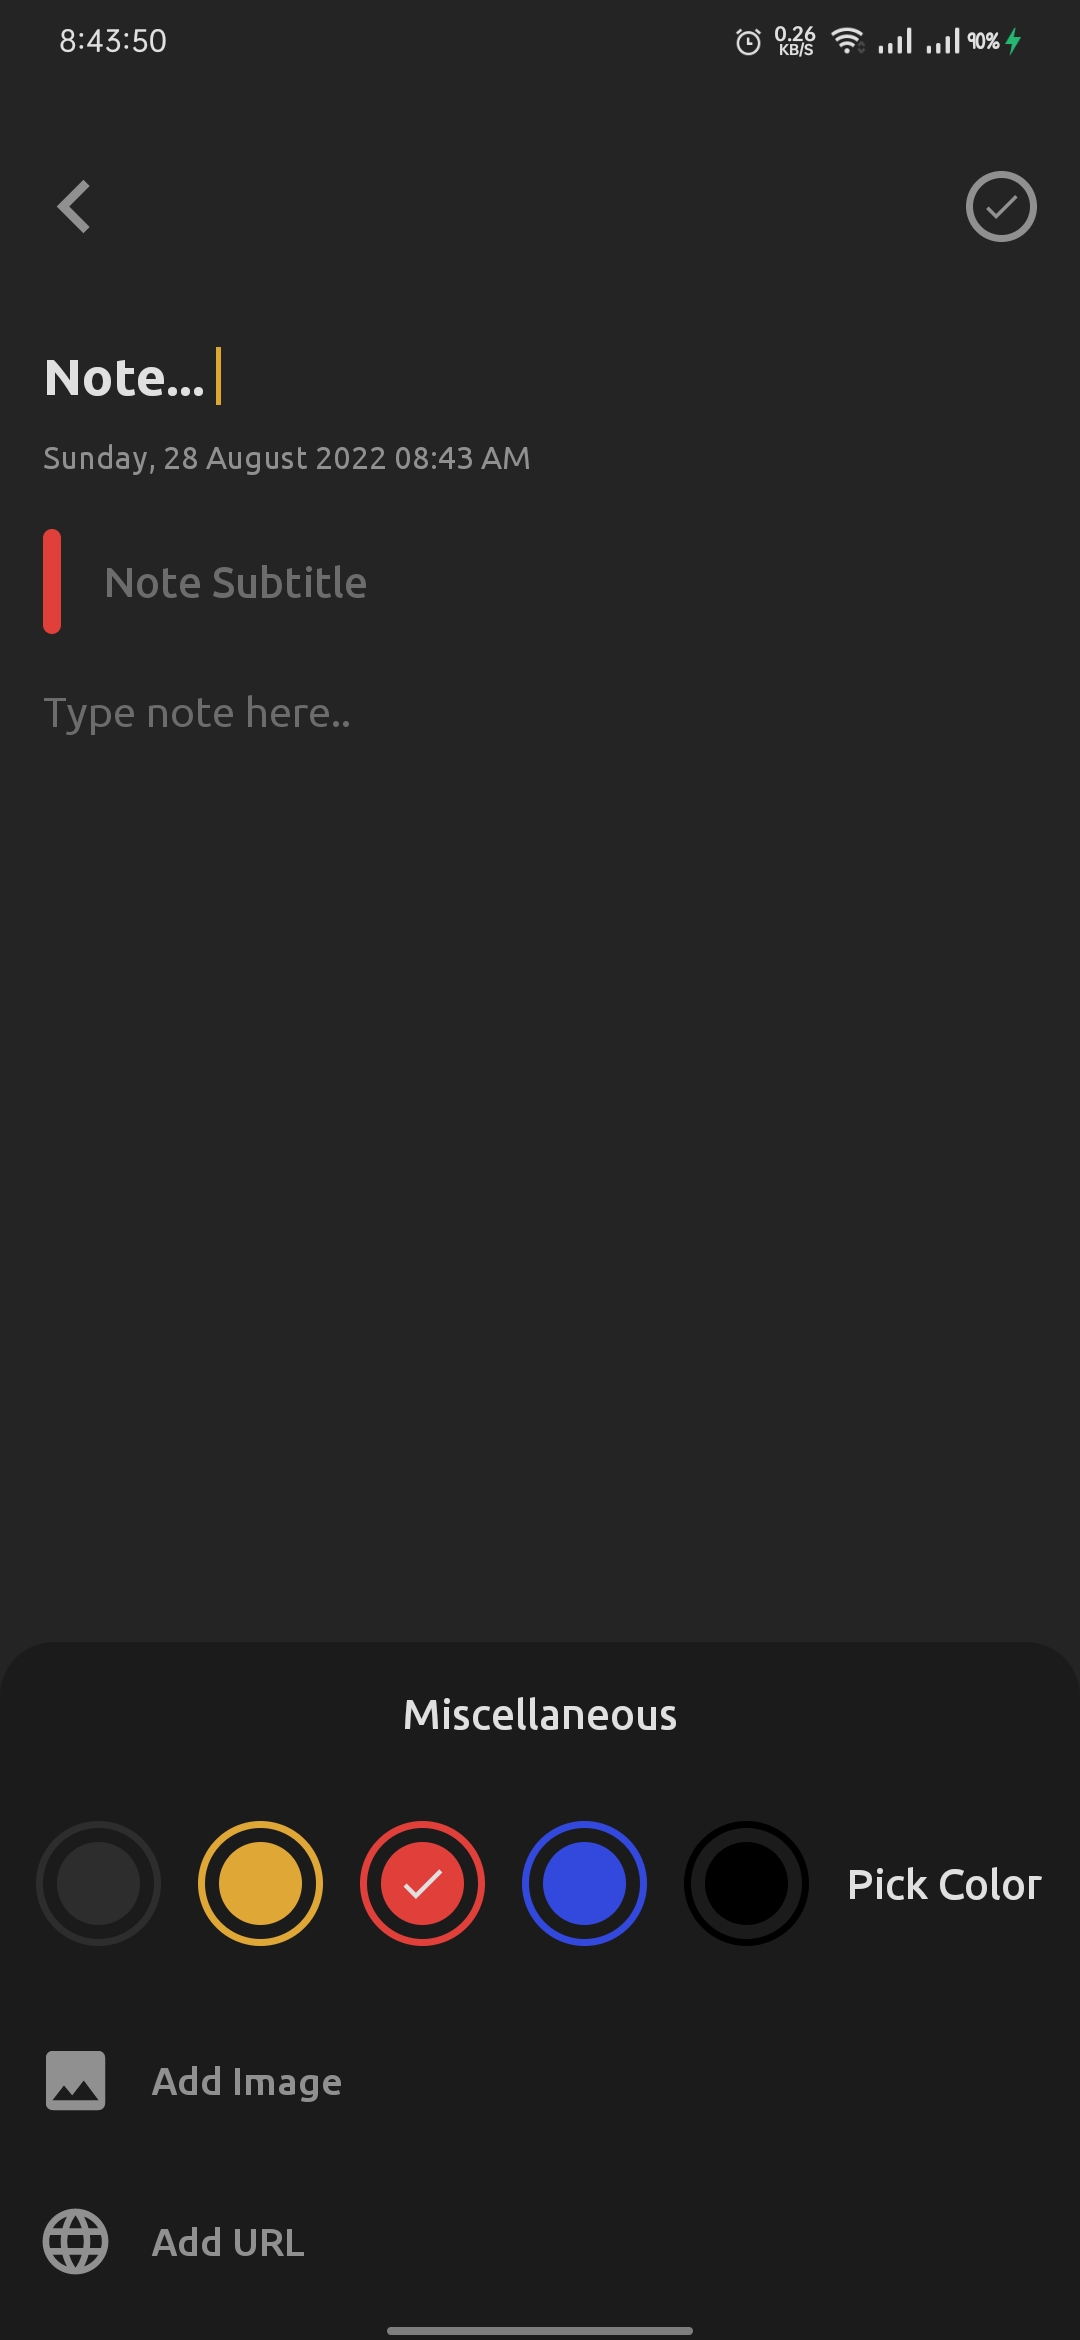 8:43:50
0.26
KB/S
90%
Note...
Sunday, 28 August 2022 08:43 AM
Note Subtitle
Type note here..
Miscellaneous
Pick Color
Add Image
Add URL